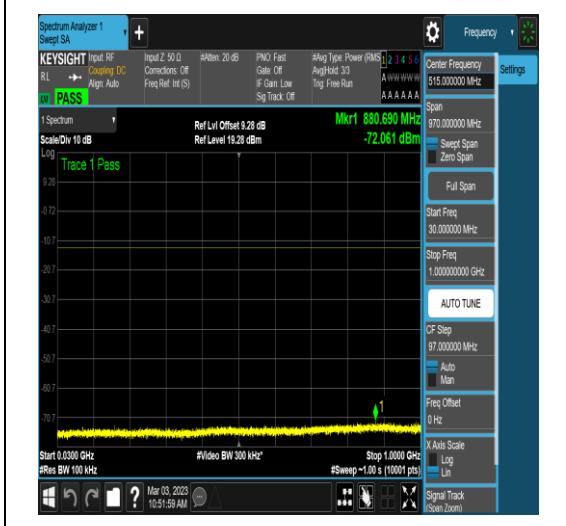 Spectrum Analyzer 1
Swept SA
+
Frequency
KEYSIGHT
RL
PASS
Input: RF
Coupling: DC
Align: Auto
Input Z: 50 Ω
Corrections: Off
Freq Ref: Int (S)
#Atten: 20 dB
PNO: Fast
Gate: Off
IF Gain: Low
Sig Track: Off
#Avg Type: Power (RMS
Avg|Hold: 3/3
Trig: Free Run
1 2 3 4 5 6
A W W W W W
A A A A A A
1 Spectrum
Scale/Div 10 dB
Log
Ref Lvl Offset 9.28 dB
Ref Level 19.28 dBm
Mkr1 880.690 MHz
-72.061 dBm
Trace 1 Pass
9.28
-0.72
-10.7
-20.7
-30.7
-40.7
-50.7
-60.7
-70.7
1
Start 0.0300 GHz
#Res BW 100 kHz
#Video BW 300 kHz*
Stop 1.0000 GHz
#Sweep ~1.00 s (10001 pts)
?
Mar 03, 2023
10:51:59 AM
Center Frequency
515.000000 MHz
Settings
Span
970.000000 MHz
Swept Span
Zero Span
Full Span
Start Freq
30.000000 MHz
Stop Freq
1.000000000 GHz
AUTO TUNE
CF Step
97.000000 MHz
Auto
Man
Freq Offset
0 Hz
X Axis Scale
Log
Lin
Signal Track
(Span Zoom)